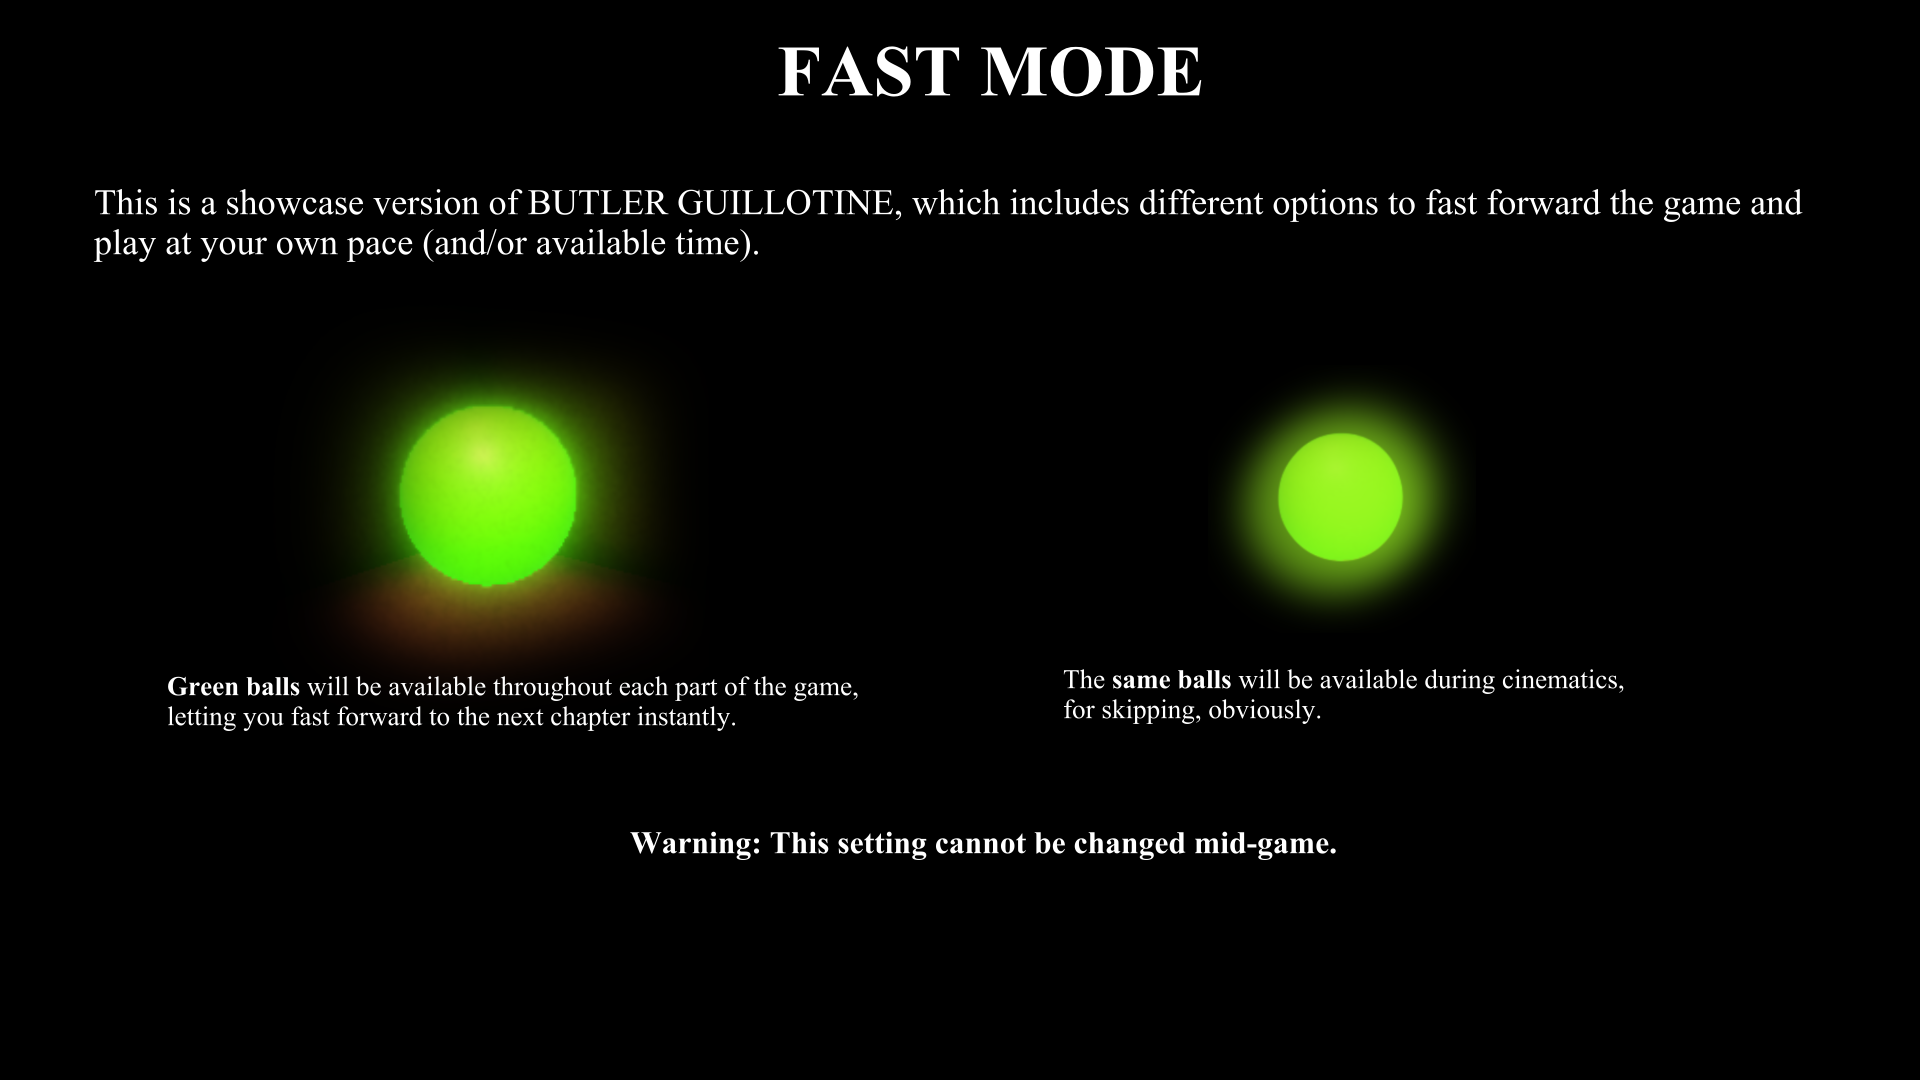 FAST MODE
This is a showcase version of BUTLER GUILLOTINE, which includes different options to fast forward the game and
play at your own pace (and/or available time).
Green balls will be available throughout each part of the game,
letting you fast forward to the next chapter instantly.
The same balls will be available during cinematics,
for skipping, obviously.
Warning: This setting cannot be changed mid-game.